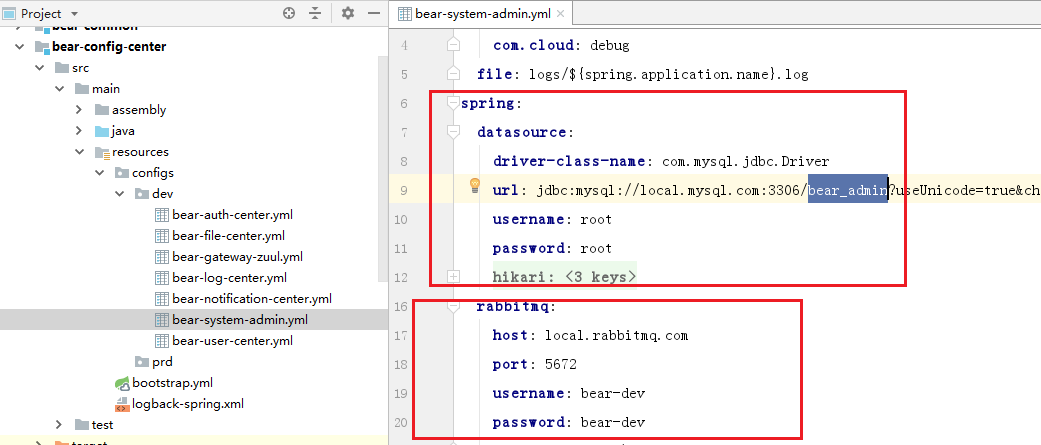 Project
bear-common
bear-config-center
src
main
assembly
java
resources
configs
dev
bear-auth-center.yml
bear-file-center.yml
bear-gateway-zuul.yml
bear-log-center.yml
bear-notification-center.yml
bear-system-admin.yml
bear-user-center.yml
prd
bootstrap.yml
logback-spring.xml
test
target
bear-system-admin.yml
4 com.cloud: debug
5 file: logs/${spring.application.name}.log
6 spring:
7 datasource:
8 driver-class-name: com.mysql.jdbc.Driver
9 url: jdbc:mysql://local.mysql.com:3306/bear_admin?useUnicode=true&ch
10 username: root
11 password: root
12 hikari: <3 keys>
16 rabbitmq:
17 host: local.rabbitmq.com
18 port: 5672
19 username: bear-dev
20 password: bear-dev